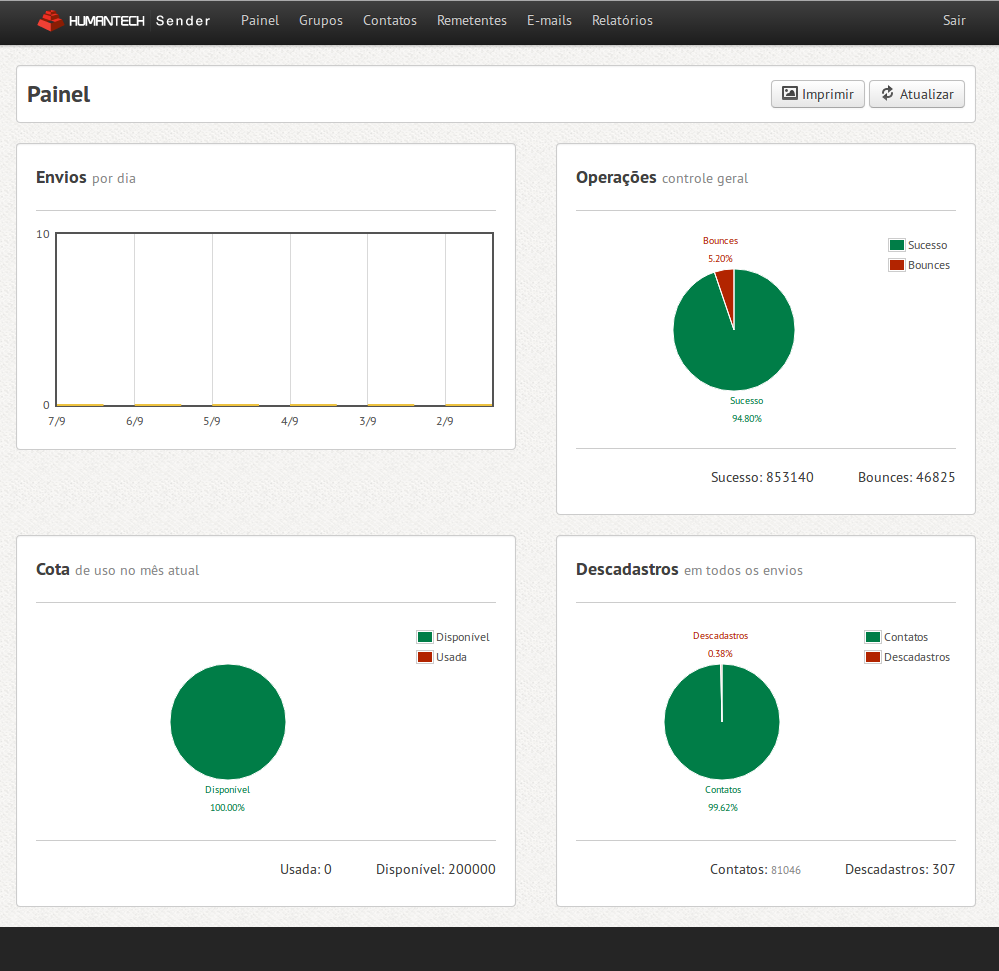 HUMANTECH Sender Painel Grupos Contatos Remetentes E-mails Relatórios Sair
Painel
Imprimir Atualizar
Envios por dia
10
0
7/9 6/9 5/9 4/9 3/9 2/9
Operações controle geral
Bounces
5.20%
Sucesso
Bounces
Sucesso
94.80%
Sucesso: 853140 Bounces: 46825
Cota de uso no mês atual
Disponível
Usada
Disponível
100.00%
Usada: 0 Disponível: 200000
Descadastros em todos os envios
Descadastros
0.38%
Contatos
Descadastros
Contatos
99.62%
Contatos: 81046 Descadastros: 307